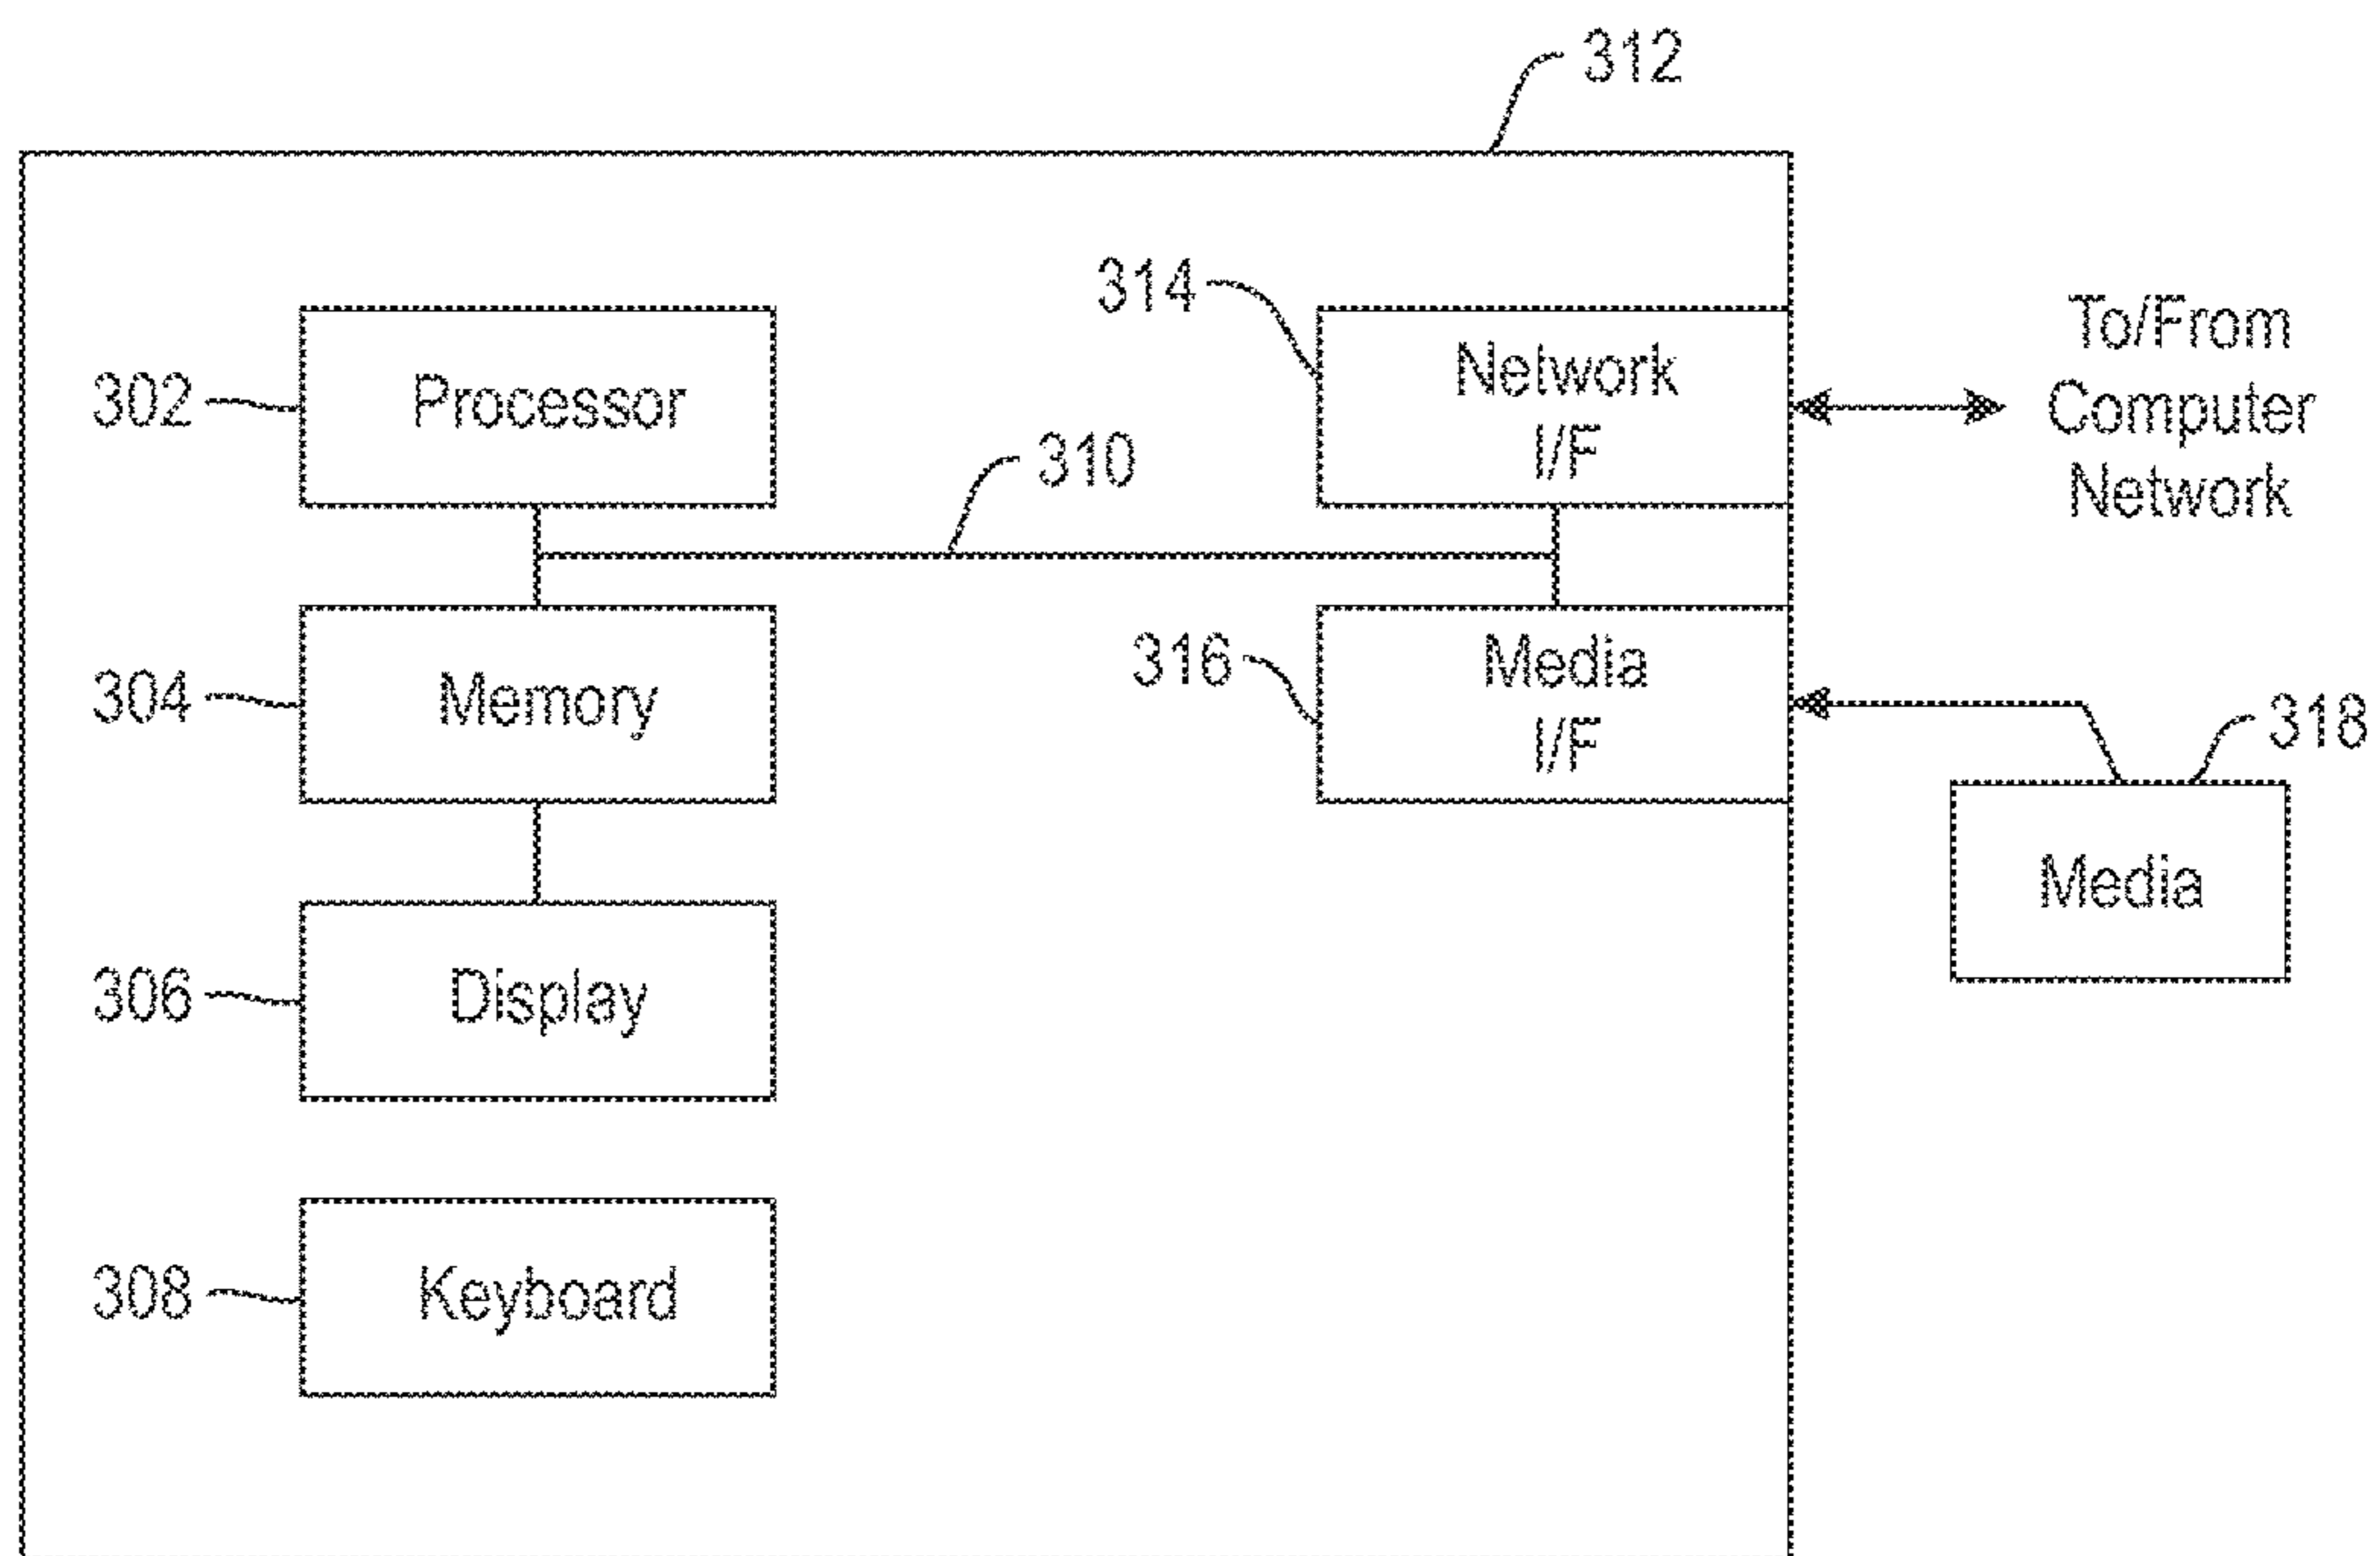 312
314
Network
I/F
To/From
Computer
Network
302
Processor
310
304
Memory
316
Media
I/F
318
Media
306
Display
308
Keyboard